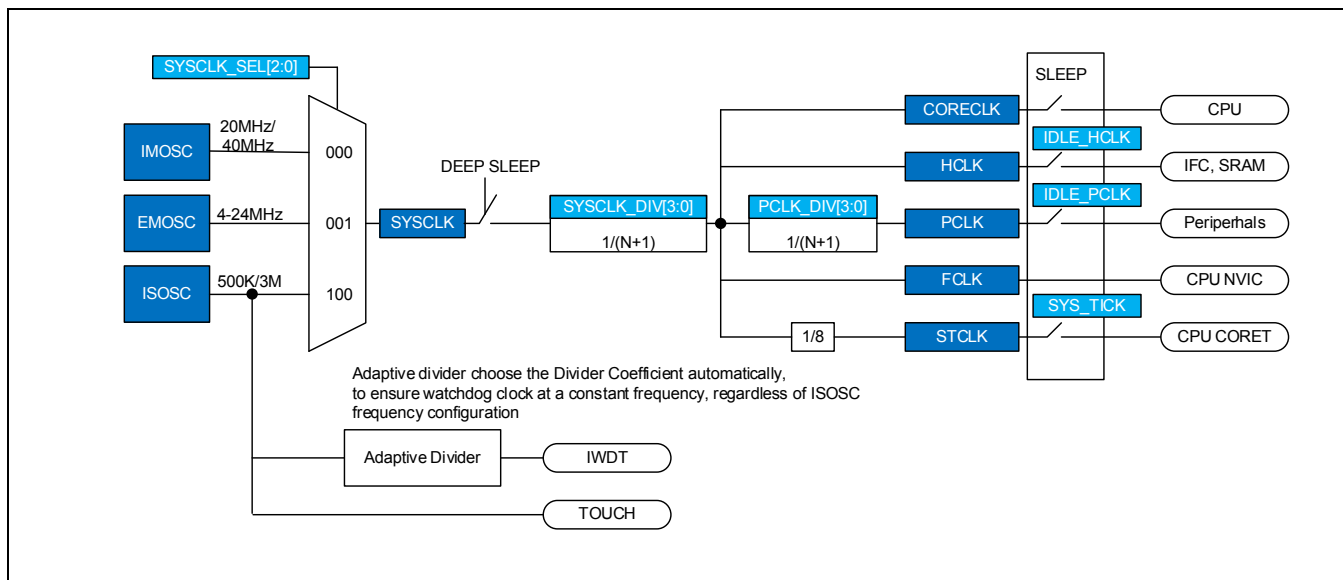 SYSCLK_SEL[2:0]
20MHz/
40MHz
IMOSC
000
EMOSC
4-24MHz
001
ISOSC
500K/3M
100
SYSCLK
DEEP SLEEP
SYSCLK_DIV[3:0]
1/(N+1)
PCLK_DIV[3:0]
1/(N+1)
SLEEP
CORECLK
CPU
IDLE_HCLK
HCLK
IFC, SRAM
IDLE_PCLK
PCLK
Periperhals
FCLK
CPU NVIC
SYS_TICK
1/8
STCLK
CPU CORET
Adaptive divider choose the Divider Coefficient automatically,
to ensure watchdog clock at a constant frequency, regardless of ISOSC
frequency configuration
Adaptive Divider
IWDT
TOUCH